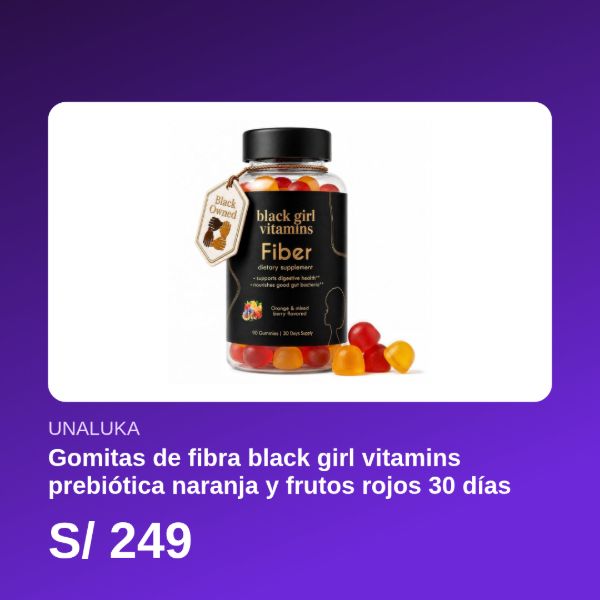 Black
Owned
black girl
vitamins
Fiber
dietary supplement
• supports digestive health**
• nourishes good gut bacteria**
Orange & mixed
berry flavored
90 Gummies | 30 Days Supply
UNALUKA
Gomitas de fibra black girl vitamins
prebiótica naranja y frutos rojos 30 días
S/ 249